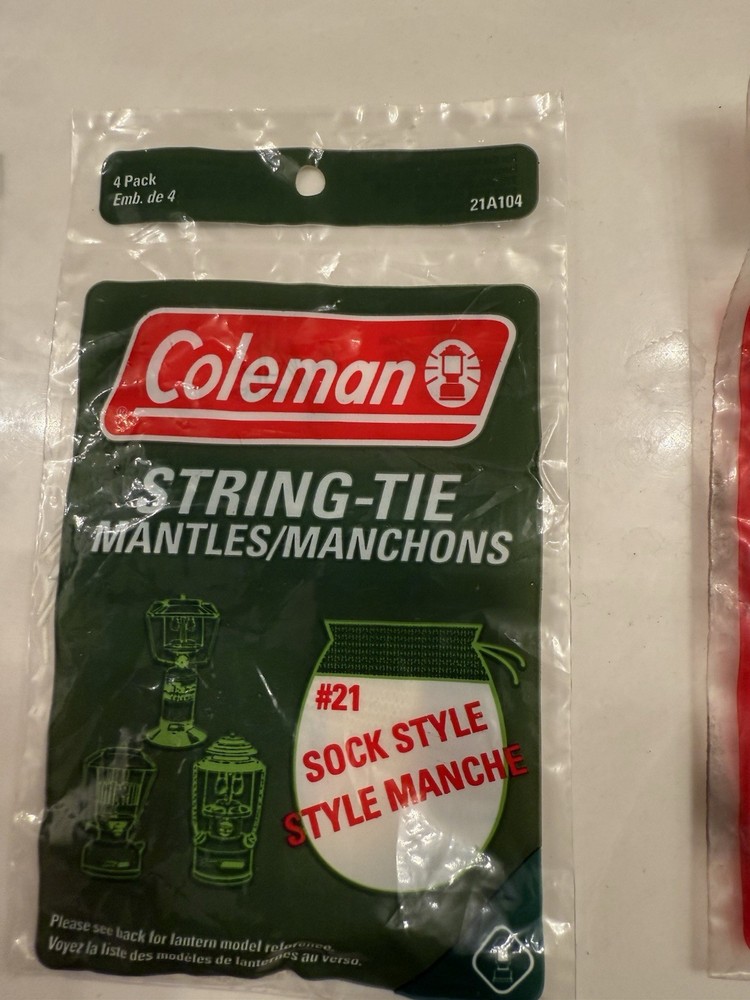 4 Pack
Emb. de 4
21A104
Coleman
®
STRING-TIE
MANTLES/MANCHONS
#21
SOCK STYLE
STYLE MANCHE
Please see back for lantern model reference.
Voyez la liste des modèles de lanternes au verso.